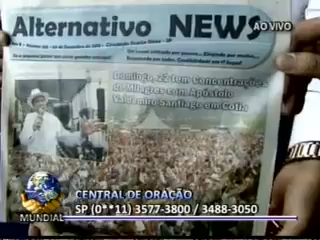 Alternativo NEWS
AO VIVO
Domingo, 22 tem Concentrações
de Milagres com Apóstolo
Valdemiro Santiago em Cotia
CENTRAL DE ORAÇÃO
SP (0**11) 3577-3800 / 3488-3050
MUNDIAL